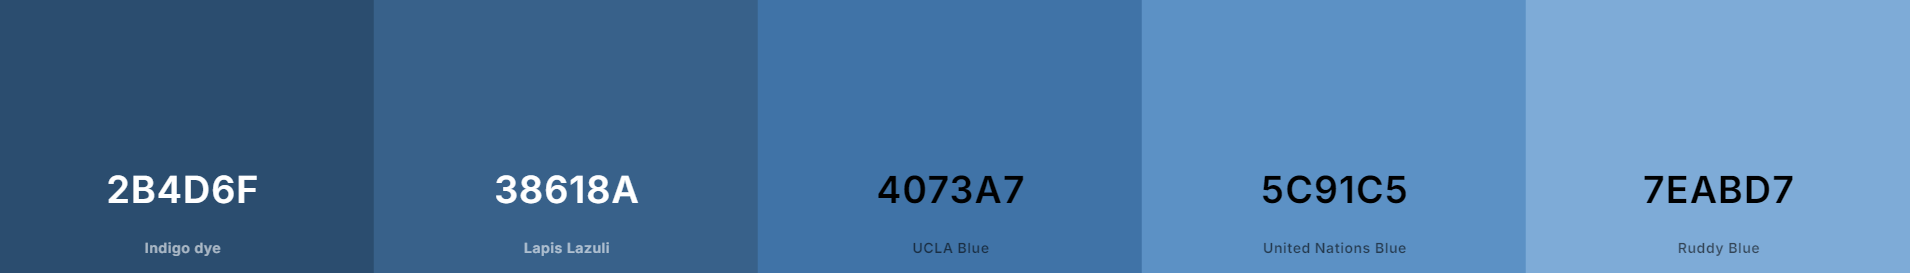 2B4D6F
Indigo dye
38618A
Lapis Lazuli
4073A7
UCLA Blue
5C91C5
United Nations Blue
7EABD7
Ruddy Blue